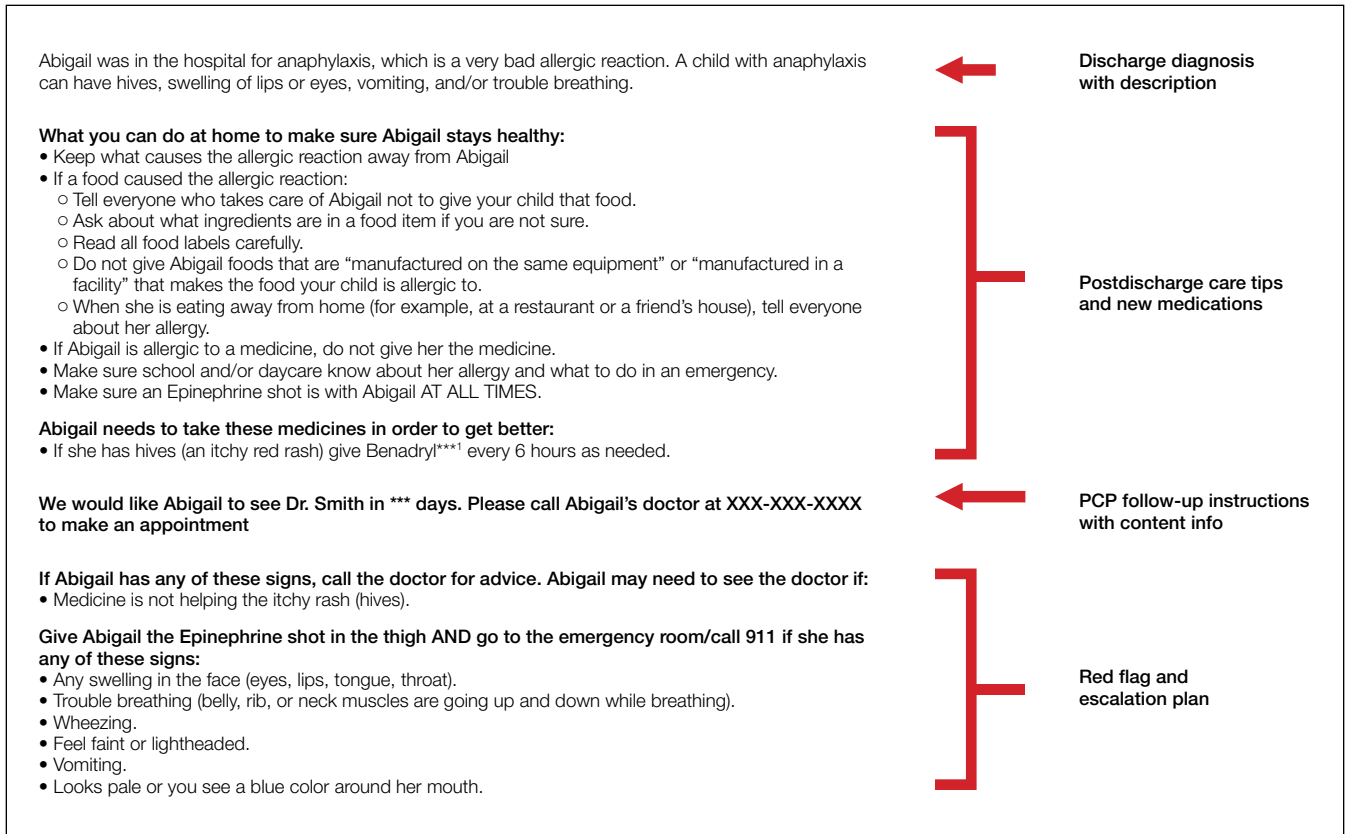 Abigail was in the hospital for anaphylaxis, which is a very bad allergic reaction. A child with anaphylaxis
can have hives, swelling of lips or eyes, vomiting, and/or trouble breathing.
Discharge diagnosis
with description
What you can do at home to make sure Abigail stays healthy:
• Keep what causes the allergic reaction away from Abigail
• If a food caused the allergic reaction:
○ Tell everyone who takes care of Abigail not to give your child that food.
○ Ask about what ingredients are in a food item if you are not sure.
○ Read all food labels carefully.
○ Do not give Abigail foods that are “manufactured on the same equipment” or “manufactured in a
facility” that makes the food your child is allergic to.
○ When she is eating away from home (for example, at a restaurant or a friend’s house), tell everyone
about her allergy.
• If Abigail is allergic to a medicine, do not give her the medicine.
• Make sure school and/or daycare know about her allergy and what to do in an emergency.
• Make sure an Epinephrine shot is with Abigail AT ALL TIMES.
Abigail needs to take these medicines in order to get better:
• If she has hives (an itchy red rash) give Benadryl***¹ every 6 hours as needed.
Postdischarge care tips
and new medications
We would like Abigail to see Dr. Smith in *** days. Please call Abigail’s doctor at XXX-XXX-XXXX
to make an appointment
PCP follow-up instructions
with content info
If Abigail has any of these signs, call the doctor for advice. Abigail may need to see the doctor if:
• Medicine is not helping the itchy rash (hives).
Give Abigail the Epinephrine shot in the thigh AND go to the emergency room/call 911 if she has
any of these signs:
• Any swelling in the face (eyes, lips, tongue, throat).
• Trouble breathing (belly, rib, or neck muscles are going up and down while breathing).
• Wheezing.
• Feel faint or lightheaded.
• Vomiting.
• Looks pale or you see a blue color around her mouth.
Red flag and
escalation plan